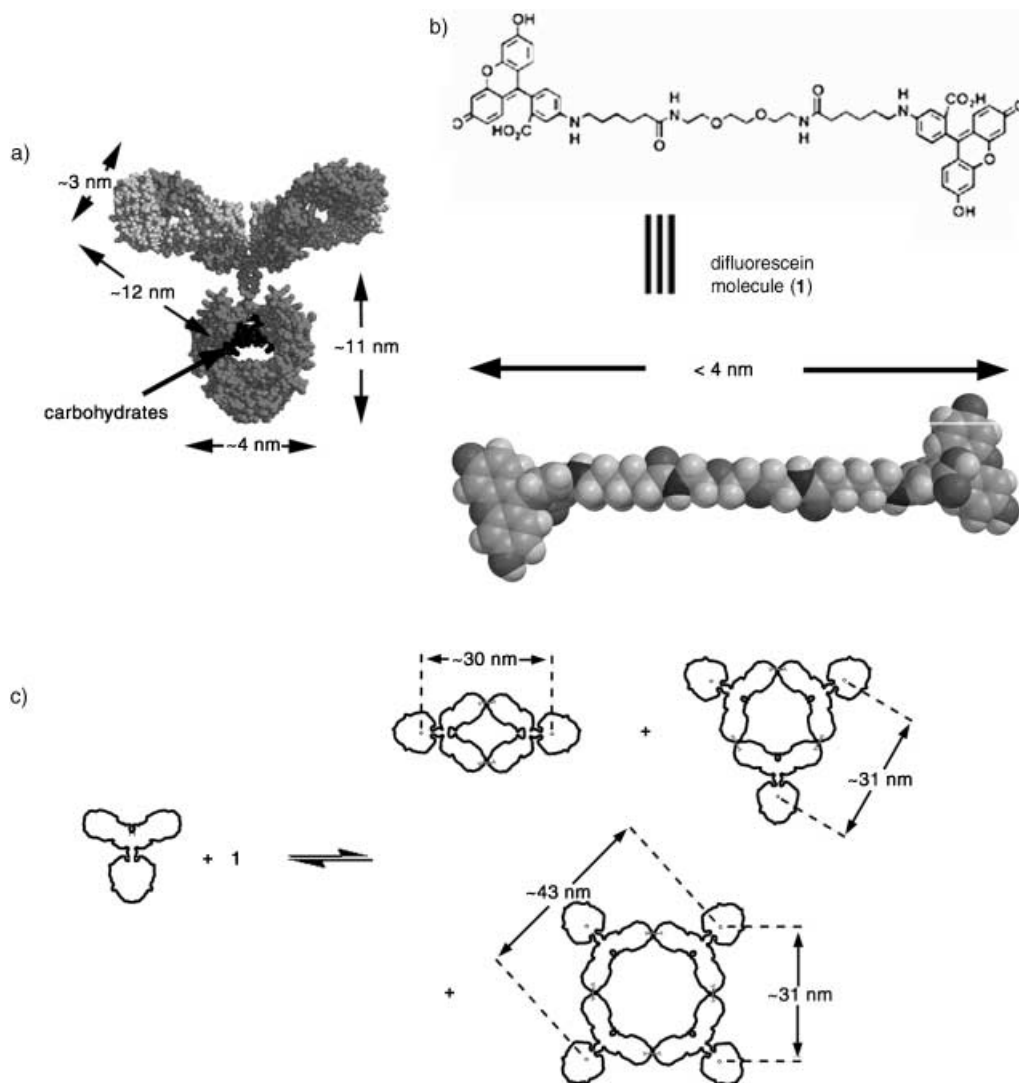 a)
~3 nm
~12 nm
~11 nm
carbohydrates
~4 nm
b)
OH
O
O
CO₂H
N
H
O
N
H
O
O
H
N
O
H
N
CO₂H
O
O
OH
difluorescein
molecule (1)
< 4 nm
c)
+ 1
~30 nm
+
~31 nm
+
~43 nm
~31 nm